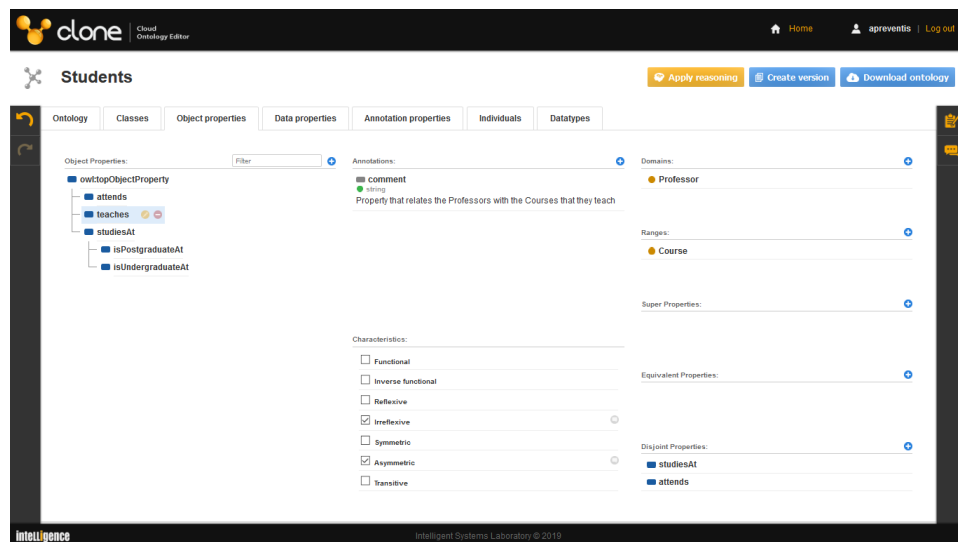 clone
Cloud
Ontology Editor
Home
apreventis | Log out
Students
Apply reasoning
Create version
Download ontology
Ontology
Classes
Object properties
Data properties
Annotation properties
Individuals
Datatypes
Object Properties:
Filter
owl:topObjectProperty
attends
teaches
studiesAt
isPostgraduateAt
isUndergraduateAt
Annotations:
comment
string
Property that relates the Professors with the Courses that they teach
Characteristics:
Functional
Inverse functional
Reflexive
Irreflexive
Symmetric
Asymmetric
Transitive
Domains:
Professor
Ranges:
Course
Super Properties:
Equivalent Properties:
Disjoint Properties:
studiesAt
attends
intelligence
Intelligent Systems Laboratory © 2019